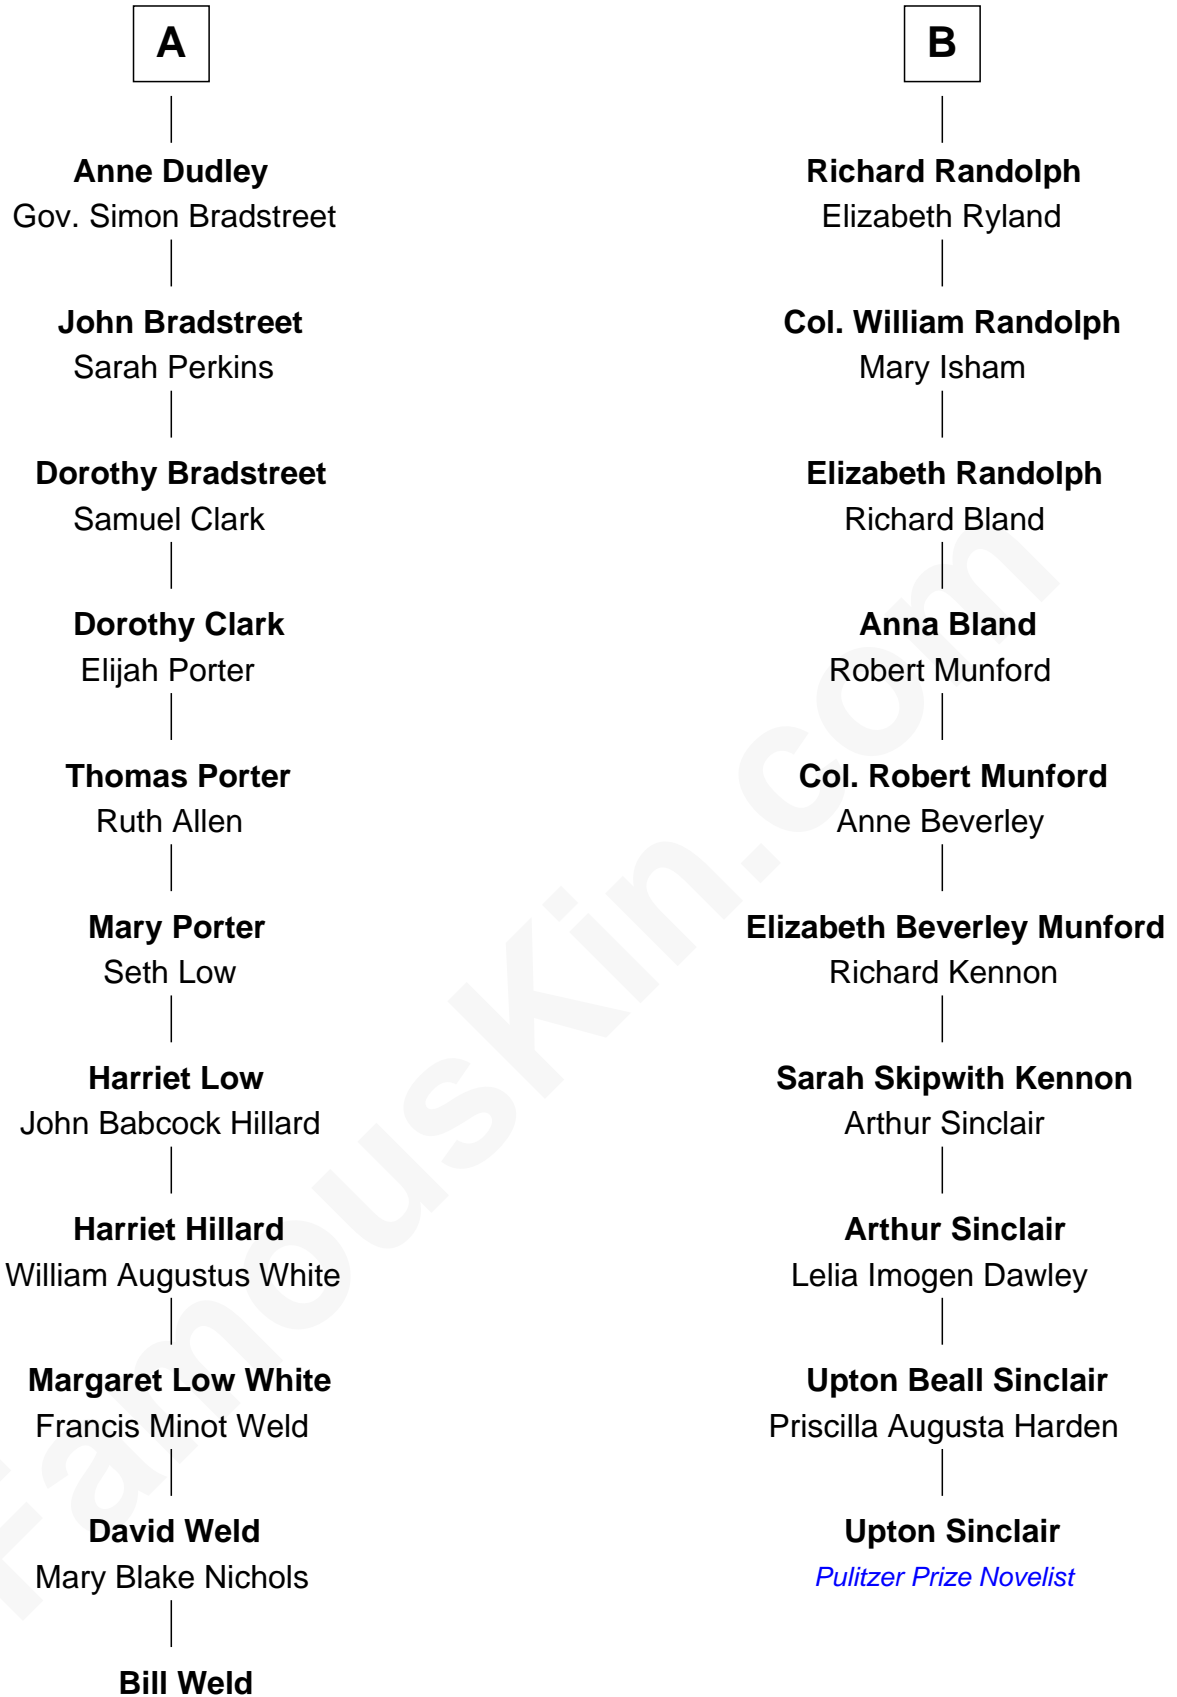 A
Anne Dudley
Gov. Simon Bradstreet
John Bradstreet
Sarah Perkins
Dorothy Bradstreet
Samuel Clark
Dorothy Clark
Elijah Porter
Thomas Porter
Ruth Allen
Mary Porter
Seth Low
Harriet Low
John Babcock Hillard
Harriet Hillard
William Augustus White
Margaret Low White
Francis Minot Weld
David Weld
Mary Blake Nichols
Bill Weld
B
Richard Randolph
Elizabeth Ryland
Col. William Randolph
Mary Isham
Elizabeth Randolph
Richard Bland
Anna Bland
Robert Munford
Col. Robert Munford
Anne Beverley
Elizabeth Beverley Munford
Richard Kennon
Sarah Skipwith Kennon
Arthur Sinclair
Arthur Sinclair
Lelia Imogen Dawley
Upton Beall Sinclair
Priscilla Augusta Harden
Upton Sinclair
Pulitzer Prize Novelist
FamousKin.com